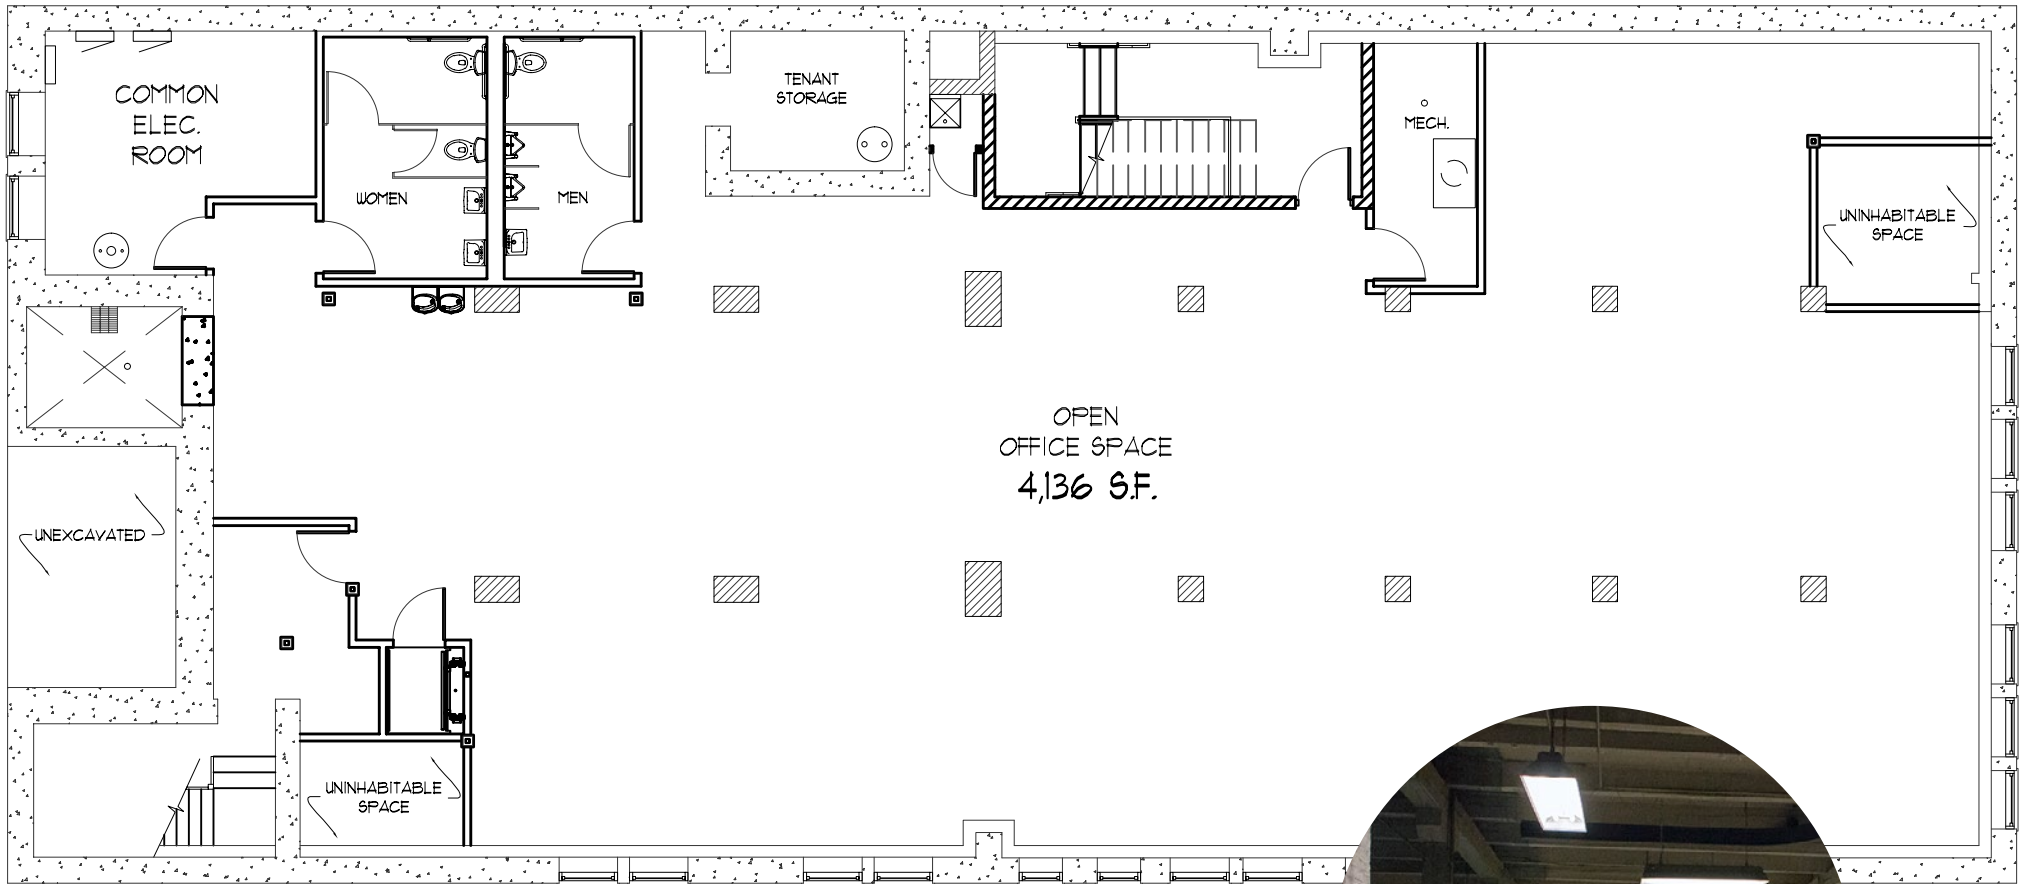 COMMON
ELEC.
ROOM
WOMEN
MEN
TENANT
STORAGE
MECH.
UNINHABITABLE
SPACE
OPEN
OFFICE SPACE
4,136 S.F.
UNEXCAVATED
UNINHABITABLE
SPACE